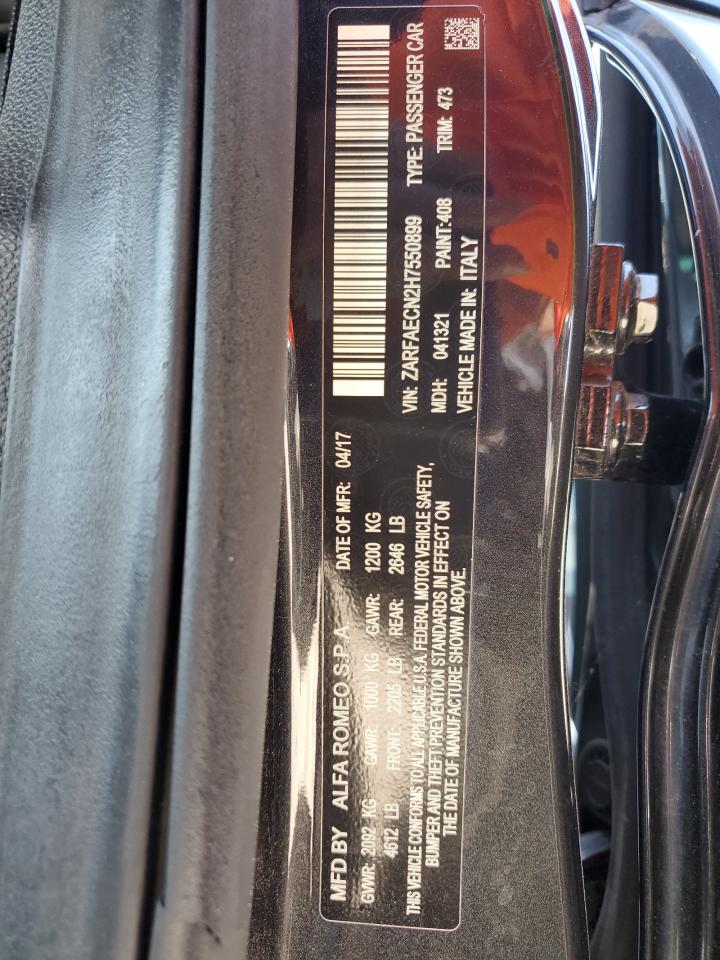 MFD BY ALFA ROMEO S.P.A. DATE OF MFR: 04/17
GVWR: 2092 KG GAWR: 1000 KG GAWR: 1200 KG
4612 LB FRONT: 2205 LB REAR: 2646 LB
THIS VEHICLE CONFORMS TO ALL APPLICABLE U.S.A. FEDERAL MOTOR VEHICLE SAFETY,
BUMPER AND THEFT PREVENTION STANDARDS IN EFFECT ON
THE DATE OF MANUFACTURE SHOWN ABOVE.
VIN: ZARFAECN2H7550899 TYPE: PASSENGER CAR
MDH: 041321 PAINT: 408 TRIM: 473
VEHICLE MADE IN: ITALY